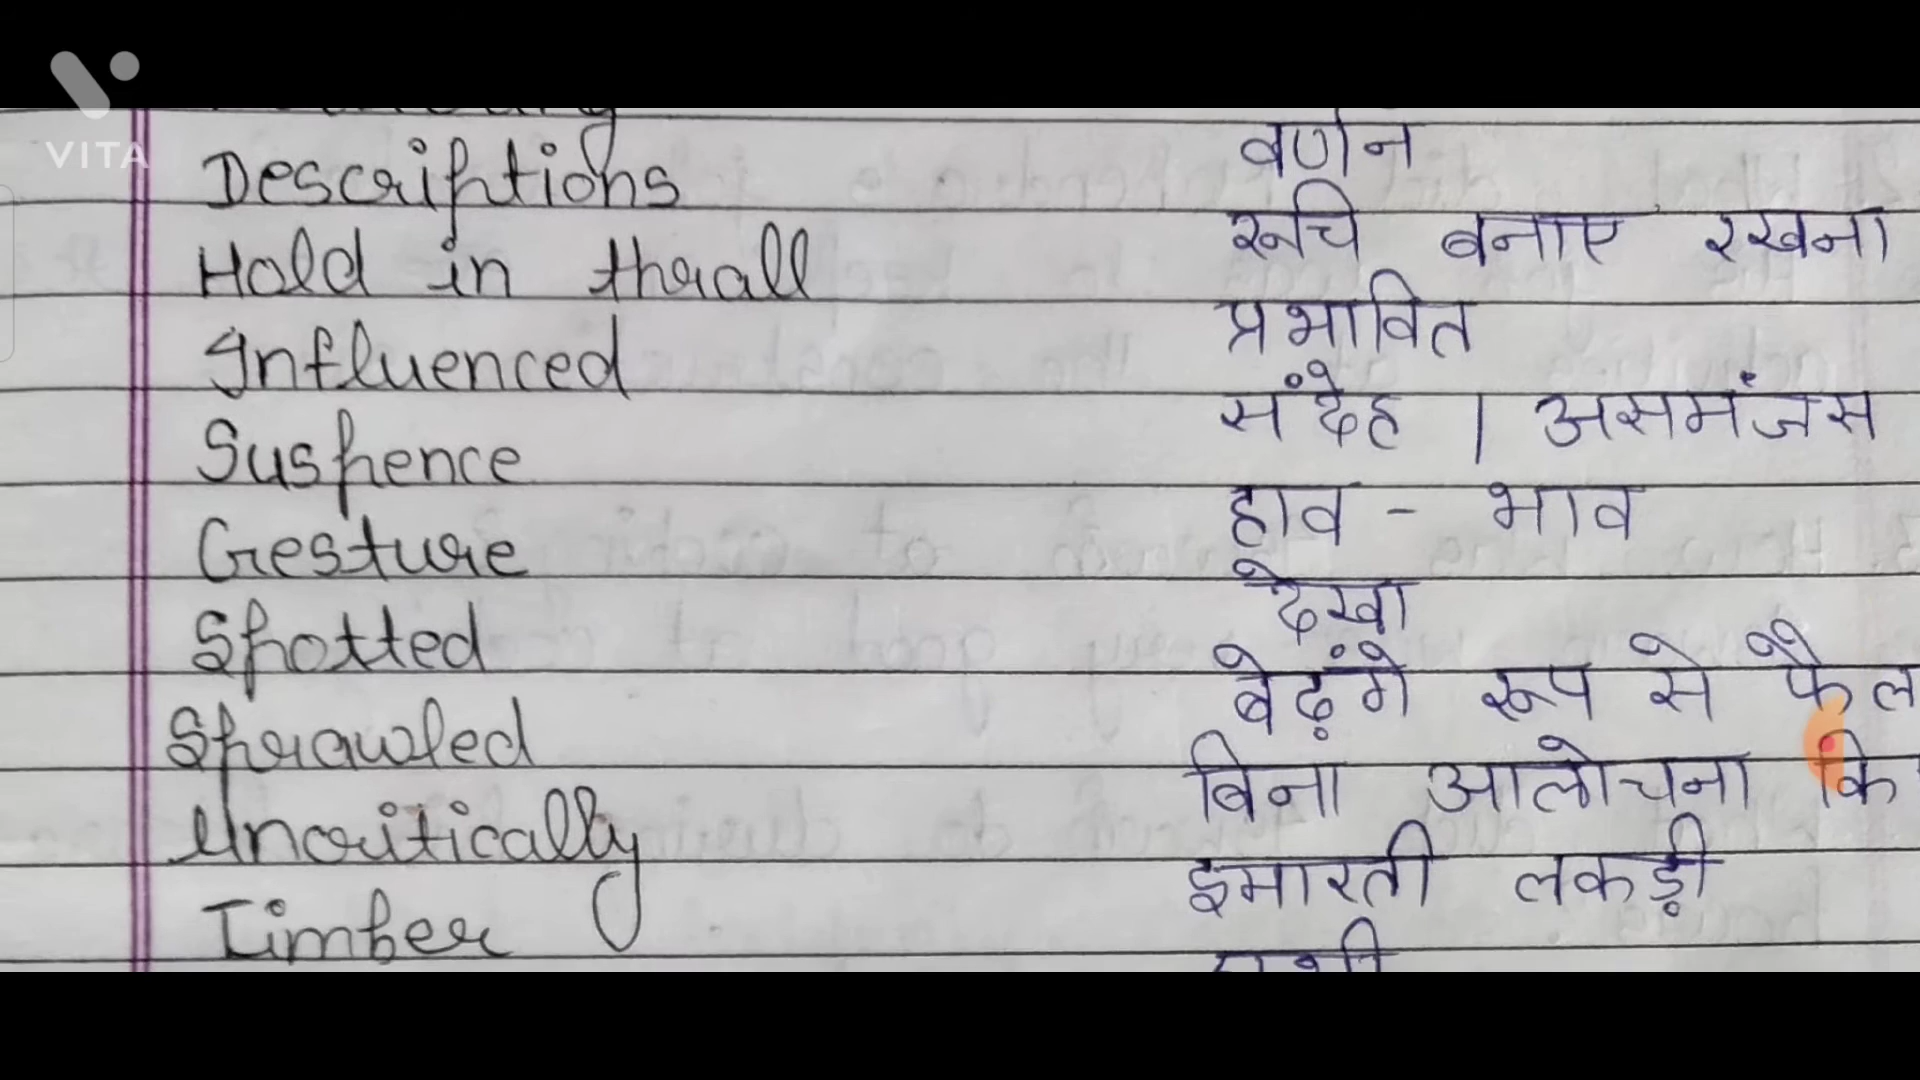 VITA
Descriptions वर्णन
Hold in thrall रूचि बनाए रखना
Influenced प्रभावित
Suspence संदेह / असमंजस
Gesture हाव - भाव
Spotted देखा
Sprawled बेढ़ंगे रूप से फैल
Uncritically बिना आलोचना कि
Timber इमारती लकड़ी